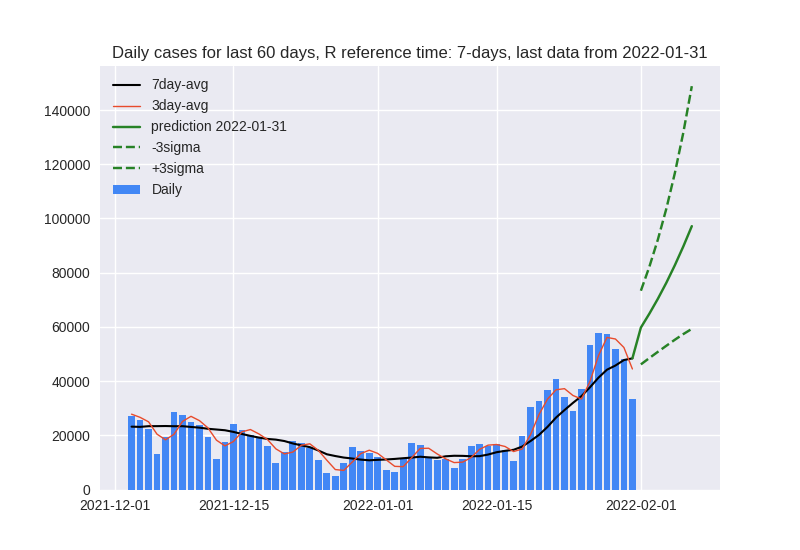 Daily cases for last 60 days, R reference time: 7-days, last data from 2022-01-31
7day-avg
3day-avg
prediction 2022-01-31
-3sigma
+3sigma
Daily
140000
120000
100000
80000
60000
40000
20000
0
2021-12-01 2021-12-15 2022-01-01 2022-01-15 2022-02-01